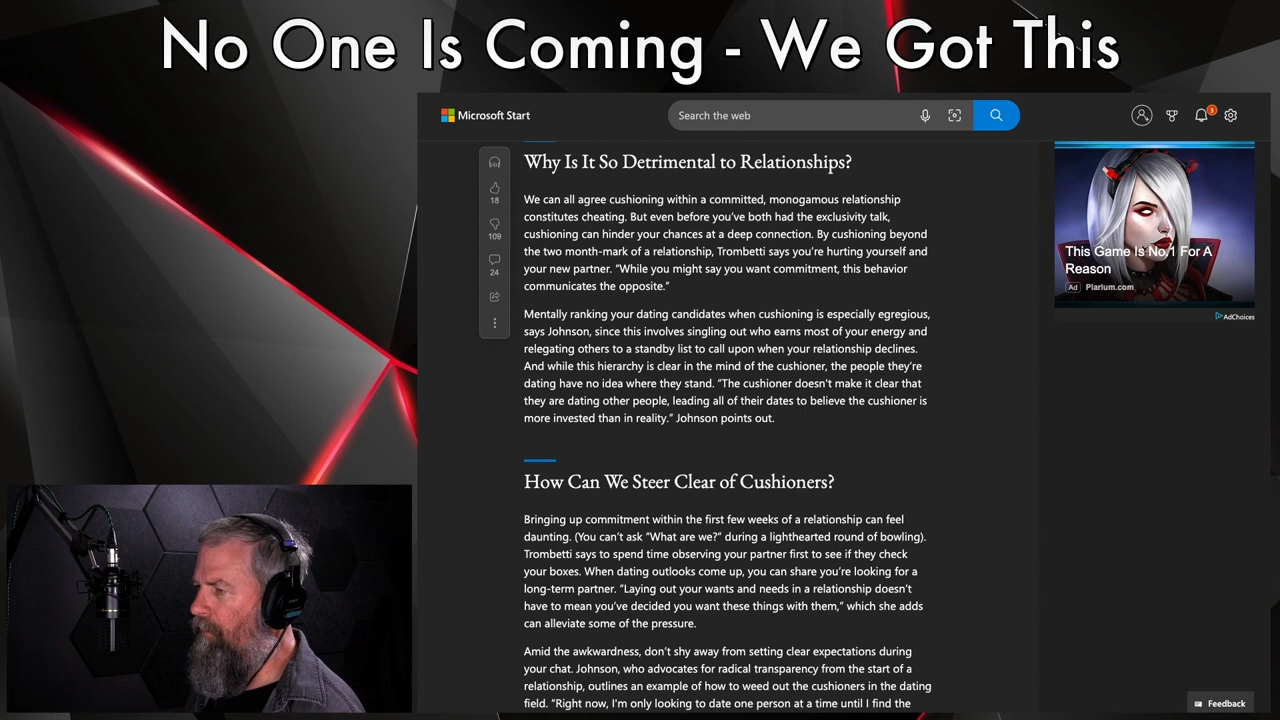 No One Is Coming - We Got This
Microsoft Start
Search the web
3
18
109
24
Why Is It So Detrimental to Relationships?
We can all agree cushioning within a committed, monogamous relationship
constitutes cheating. But even before you've both had the exclusivity talk,
cushioning can hinder your chances at a deep connection. By cushioning beyond
the two month-mark of a relationship, Trombetti says you're hurting yourself and
your new partner. “While you might say you want commitment, this behavior
communicates the opposite.”
Mentally ranking your dating candidates when cushioning is especially egregious,
says Johnson, since this involves singling out who earns most of your energy and
relegating others to a standby list to call upon when your relationship declines.
And while this hierarchy is clear in the mind of the cushioner, the people they're
dating have no idea where they stand. “The cushioner doesn't make it clear that
they are dating other people, leading all of their dates to believe the cushioner is
more invested than in reality.” Johnson points out.
How Can We Steer Clear of Cushioners?
Bringing up commitment within the first few weeks of a relationship can feel
daunting. (You can't ask “What are we?” during a lighthearted round of bowling).
Trombetti says to spend time observing your partner first to see if they check
your boxes. When dating outlooks come up, you can share you're looking for a
long-term partner. “Laying out your wants and needs in a relationship doesn't
have to mean you've decided you want these things with them,” which she adds
can alleviate some of the pressure.
Amid the awkwardness, don't shy away from setting clear expectations during
your chat. Johnson, who advocates for radical transparency from the start of a
relationship, outlines an example of how to weed out the cushioners in the dating
field. “Right now, I'm only looking to date one person at a time until I find the
This Game Is No 1 For A
Reason
Ad Plarium.com
AdChoices
Feedback